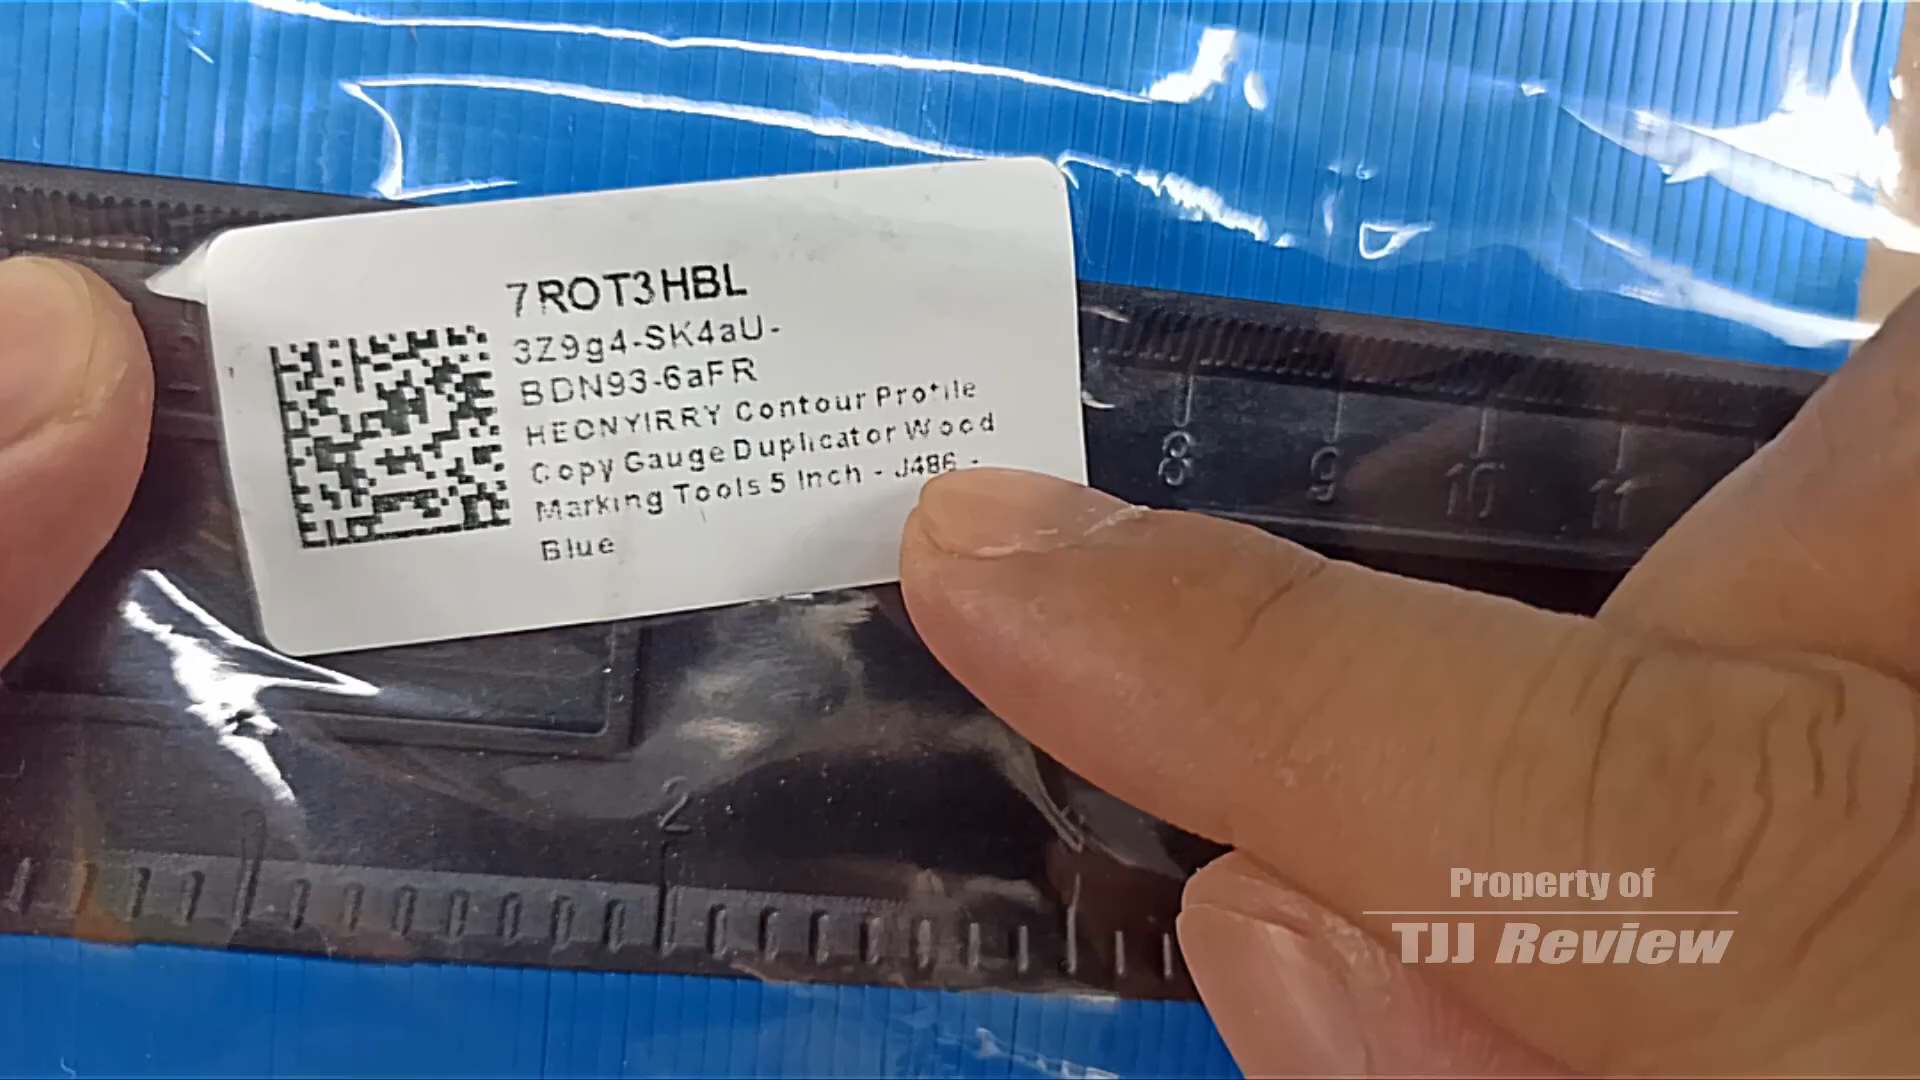 7ROT3HBL
3Z9g4-SK4aU-
BDN93-6aFR
HEONYIRRY Contour Profile
Copy Gauge Duplicator Wood
Marking Tools 5 Inch - J486 -
Blue
8 9 10 11
2
Property of
TJJ Review